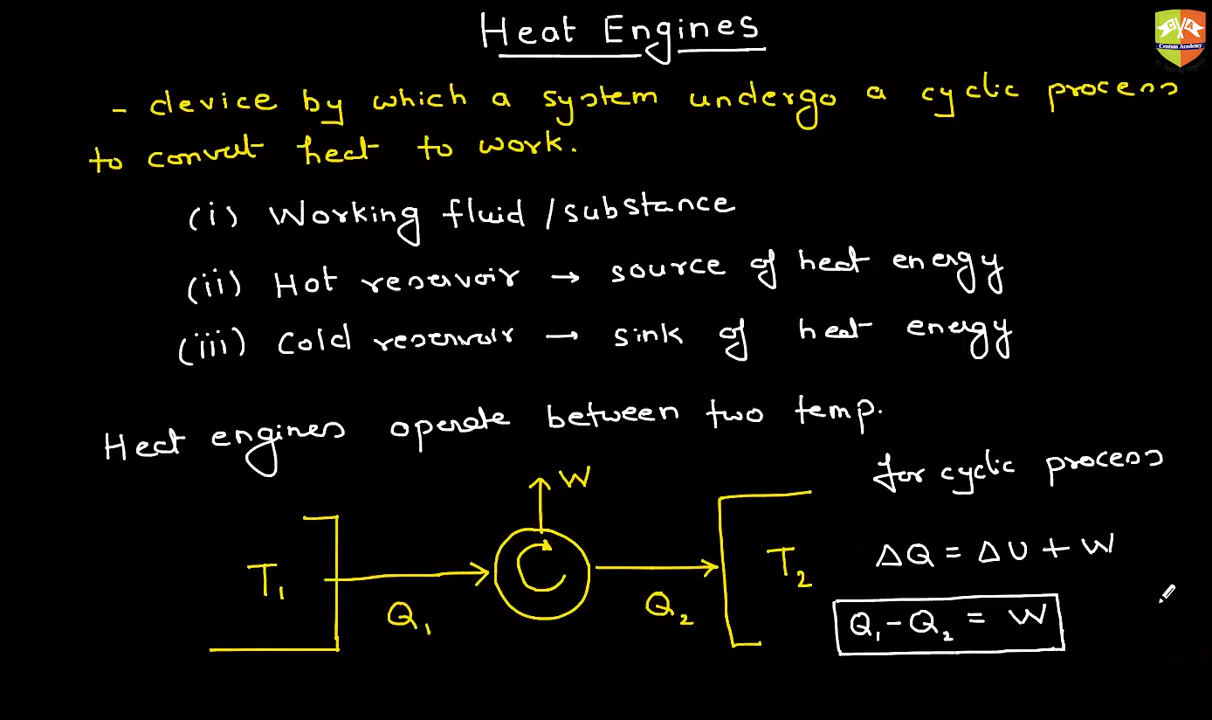 Heat Engines
Centum Academy
- device by which a system undergo a cyclic process
to convert heat to work.
(i) Working fluid / substance
(ii) Hot reservoir → source of heat energy
(iii) Cold reservoir → sink of heat energy
Heat engines operate between two temp.
for cyclic process
W
T₁
Q₁
Q₂
T₂
ΔQ = ΔU + W
Q₁ - Q₂ = W